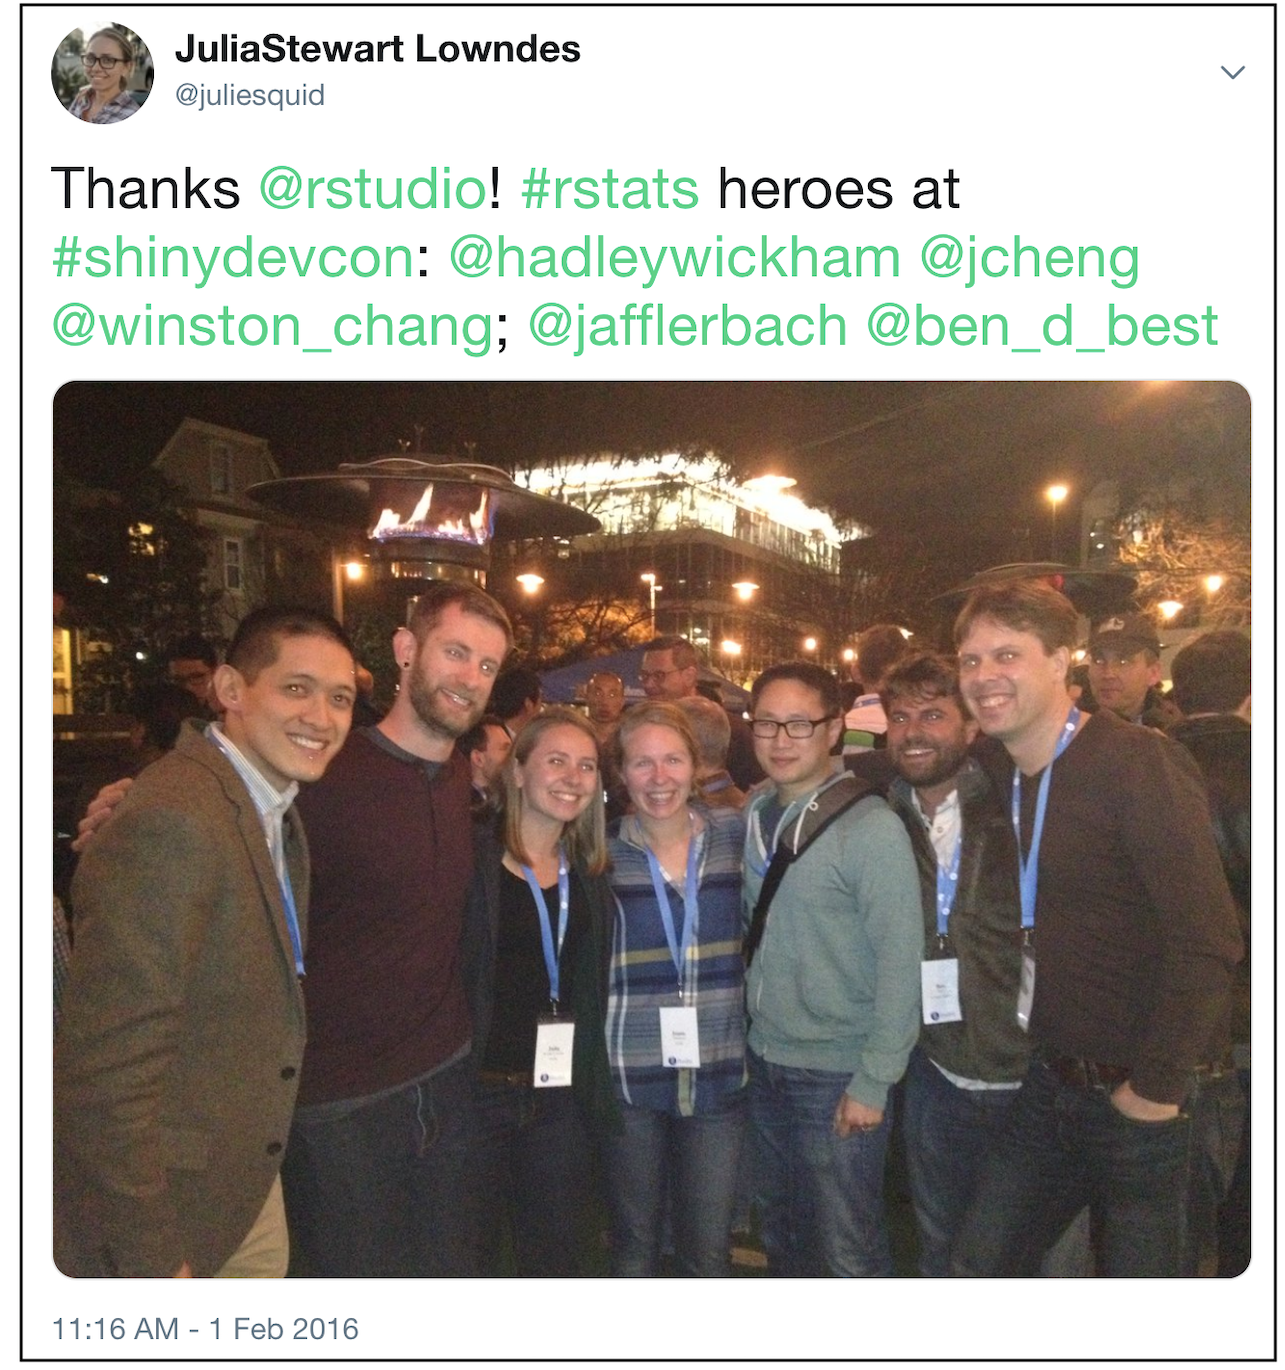 JuliaStewart Lowndes
@juliesquid
Thanks @rstudio! #rstats heroes at
#shinydevcon: @hadleywickham @jcheng
@winston_chang; @jafflerbach @ben_d_best
11:16 AM - 1 Feb 2016